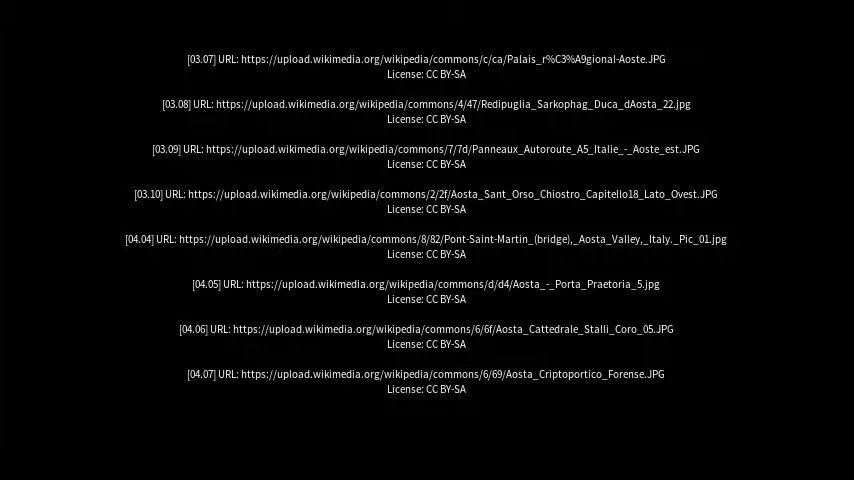 [03.07] URL: https://upload.wikimedia.org/wikipedia/commons/c/ca/Palais_r%C3%A9gional-Aoste.JPG
License: CC BY-SA
[03.08] URL: https://upload.wikimedia.org/wikipedia/commons/4/47/Redipuglia_Sarkophag_Duca_dAosta_22.jpg
License: CC BY-SA
[03.09] URL: https://upload.wikimedia.org/wikipedia/commons/7/7d/Panneaux_Autoroute_A5_Italie_-_Aoste_est.JPG
License: CC BY-SA
[03.10] URL: https://upload.wikimedia.org/wikipedia/commons/2/2f/Aosta_Sant_Orso_Chiostro_Capitello18_Lato_Ovest.JPG
License: CC BY-SA
[04.04] URL: https://upload.wikimedia.org/wikipedia/commons/8/82/Pont-Saint-Martin_(bridge),_Aosta_Valley,_Italy._Pic_01.jpg
License: CC BY-SA
[04.05] URL: https://upload.wikimedia.org/wikipedia/commons/d/d4/Aosta_-_Porta_Praetoria_5.jpg
License: CC BY-SA
[04.06] URL: https://upload.wikimedia.org/wikipedia/commons/6/6f/Aosta_Cattedrale_Stalli_Coro_05.JPG
License: CC BY-SA
[04.07] URL: https://upload.wikimedia.org/wikipedia/commons/6/69/Aosta_Criptoportico_Forense.JPG
License: CC BY-SA